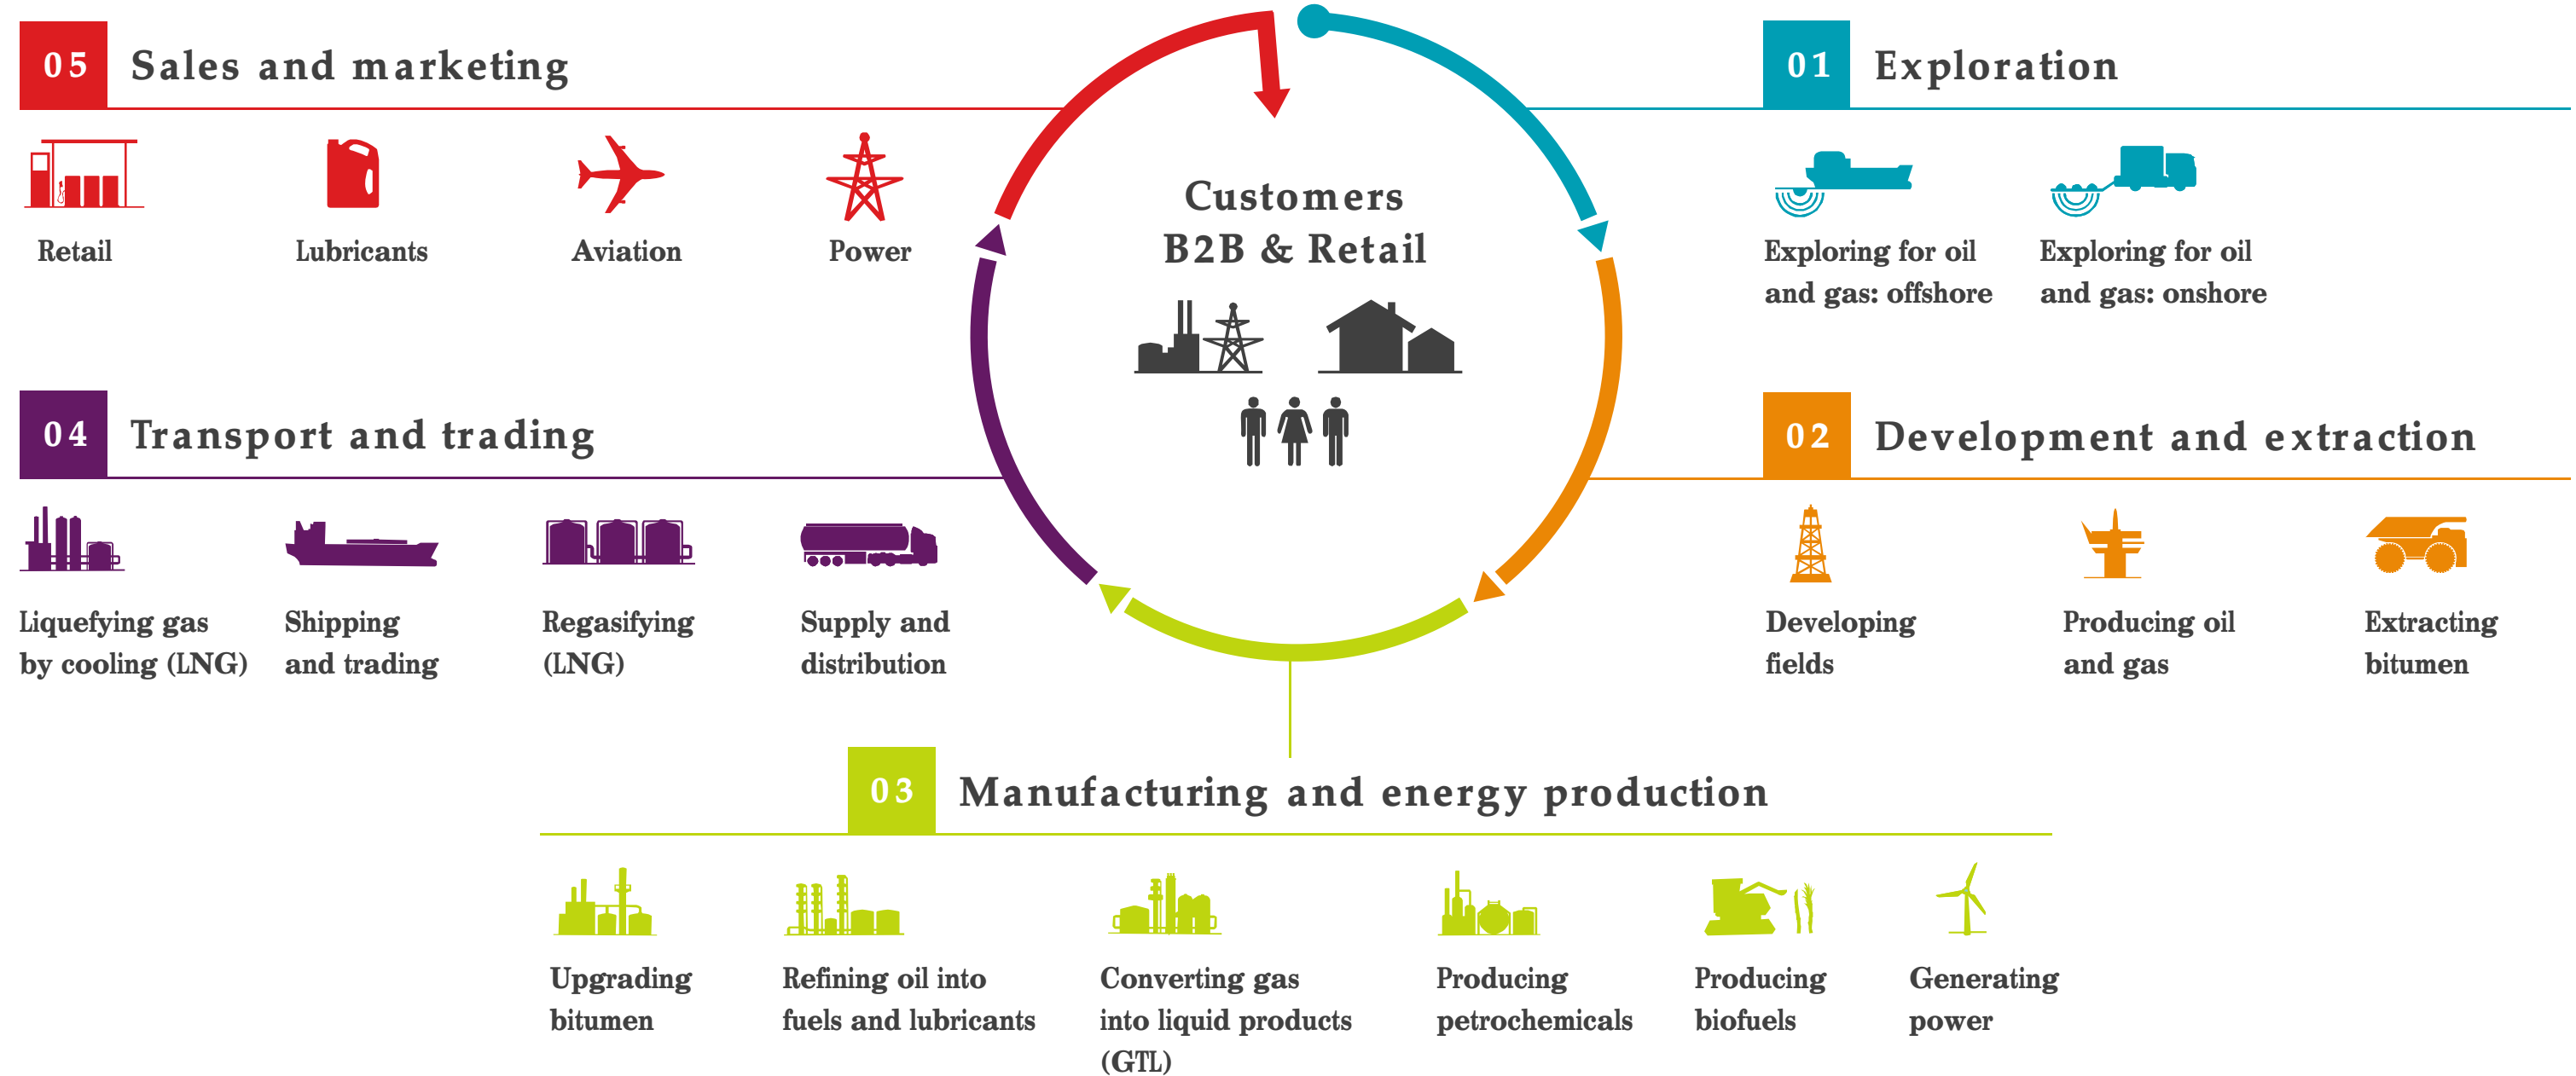 05
Sales and marketing
Retail
Lubricants
Aviation
Power
Customers
B2B & Retail
01
Exploration
Exploring for oil
and gas: offshore
Exploring for oil
and gas: onshore
04
Transport and trading
Liquefying gas
by cooling (LNG)
Shipping
and trading
Regasifying
(LNG)
Supply and
distribution
02
Development and extraction
Developing
fields
Producing oil
and gas
Extracting
bitumen
03
Manufacturing and energy production
Upgrading
bitumen
Refining oil into
fuels and lubricants
Converting gas
into liquid products
(GTL)
Producing
petrochemicals
Producing
biofuels
Generating
power